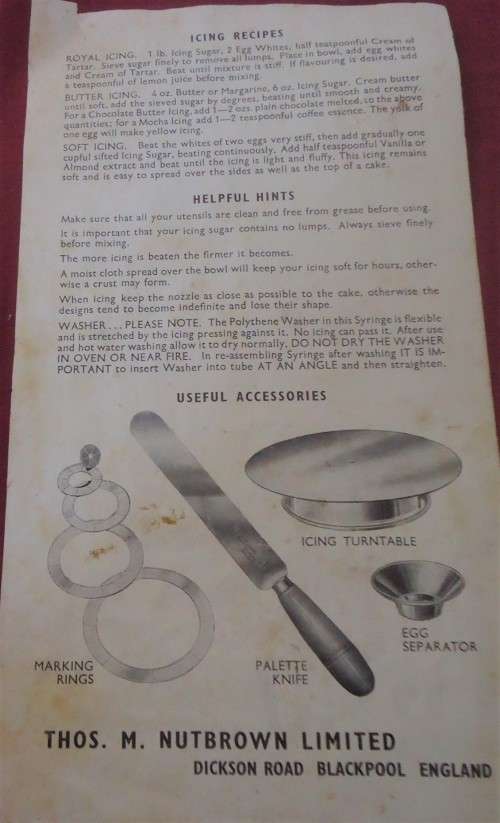 ICING RECIPES
ROYAL ICING. 1 lb. Icing Sugar, 2 Egg Whites, half teaspoonful Cream of
Tartar. Sieve sugar finely to remove all lumps. Place in bowl, add egg whites
and Cream of Tartar. Beat until mixture is stiff. If flavouring is desired, add
a teaspoonful of lemon juice before mixing.
BUTTER ICING. 4 oz. Butter or Margarine, 6 oz. Icing Sugar. Cream butter
until soft, add the sieved sugar by degrees, beating until smooth and creamy.
For a Chocolate Butter Icing, add 1—2 ozs. plain chocolate melted, to the above
quantities; for a Mocha Icing add 1—2 teaspoonful coffee essence. The yolk of
one egg will make yellow icing.
SOFT ICING. Beat the whites of two eggs very stiff, then add gradually one
cupful sifted Icing Sugar, beating continuously. Add half teaspoonful Vanilla or
Almond extract and beat until the icing is light and fluffy. This icing remains
soft and is easy to spread over the sides as well as the top of a cake.
HELPFUL HINTS
Make sure that all your utensils are clean and free from grease before using.
It is important that your icing sugar contains no lumps. Always sieve finely
before mixing.
The more icing is beaten the firmer it becomes.
A moist cloth spread over the bowl will keep your icing soft for hours, other-
wise a crust may form.
When icing keep the nozzle as close as possible to the cake, otherwise the
designs tend to become indefinite and lose their shape.
WASHER . . . PLEASE NOTE. The Polythene Washer in this Syringe is flexible
and is stretched by the icing pressing against it. No icing can pass it. After use
and hot water washing allow it to dry normally, DO NOT DRY THE WASHER
IN OVEN OR NEAR FIRE. In re-assembling Syringe after washing IT IS IM-
PORTANT to insert Washer into tube AT AN ANGLE and then straighten.
USEFUL ACCESSORIES
ICING TURNTABLE
EGG
SEPARATOR
MARKING
RINGS
PALETTE
KNIFE
THOS. M. NUTBROWN LIMITED
DICKSON ROAD BLACKPOOL ENGLAND